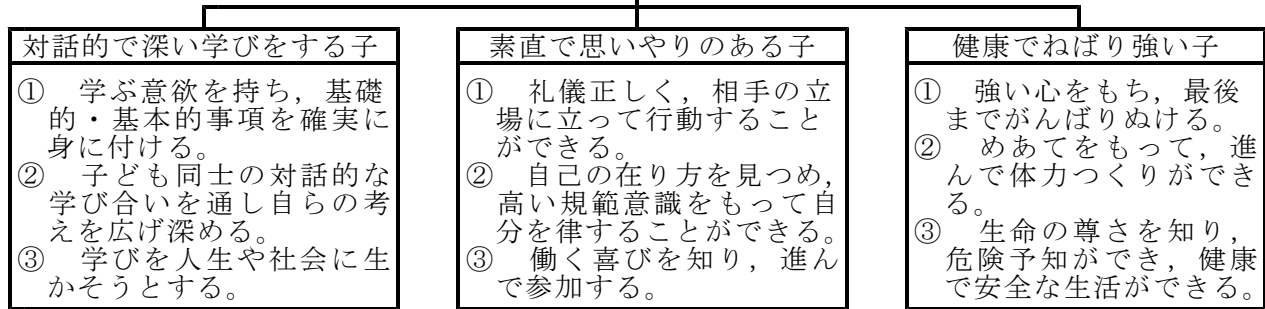 対話的で深い学びをする子
① 学ぶ意欲を持ち，基礎
的・基本的事項を確実に
身に付ける。
② 子ども同士の対話的な
学び合いを通し自らの考
えを広げ深める。
③ 学びを人生や社会に生
かそうとする。
素直で思いやりのある子
① 礼儀正しく，相手の立
場に立って行動すること
ができる。
② 自己の在り方を見つめ，
高い規範意識をもって自
分を律することができる。
③ 働く喜びを知り，進ん
で参加する。
健康でねばり強い子
① 強い心をもち，最後
までがんばりぬける。
② めあてをもって，進
んで体力つくりができ
る。
③ 生命の尊さを知り，
危険予知ができ，健康
で安全な生活ができる。